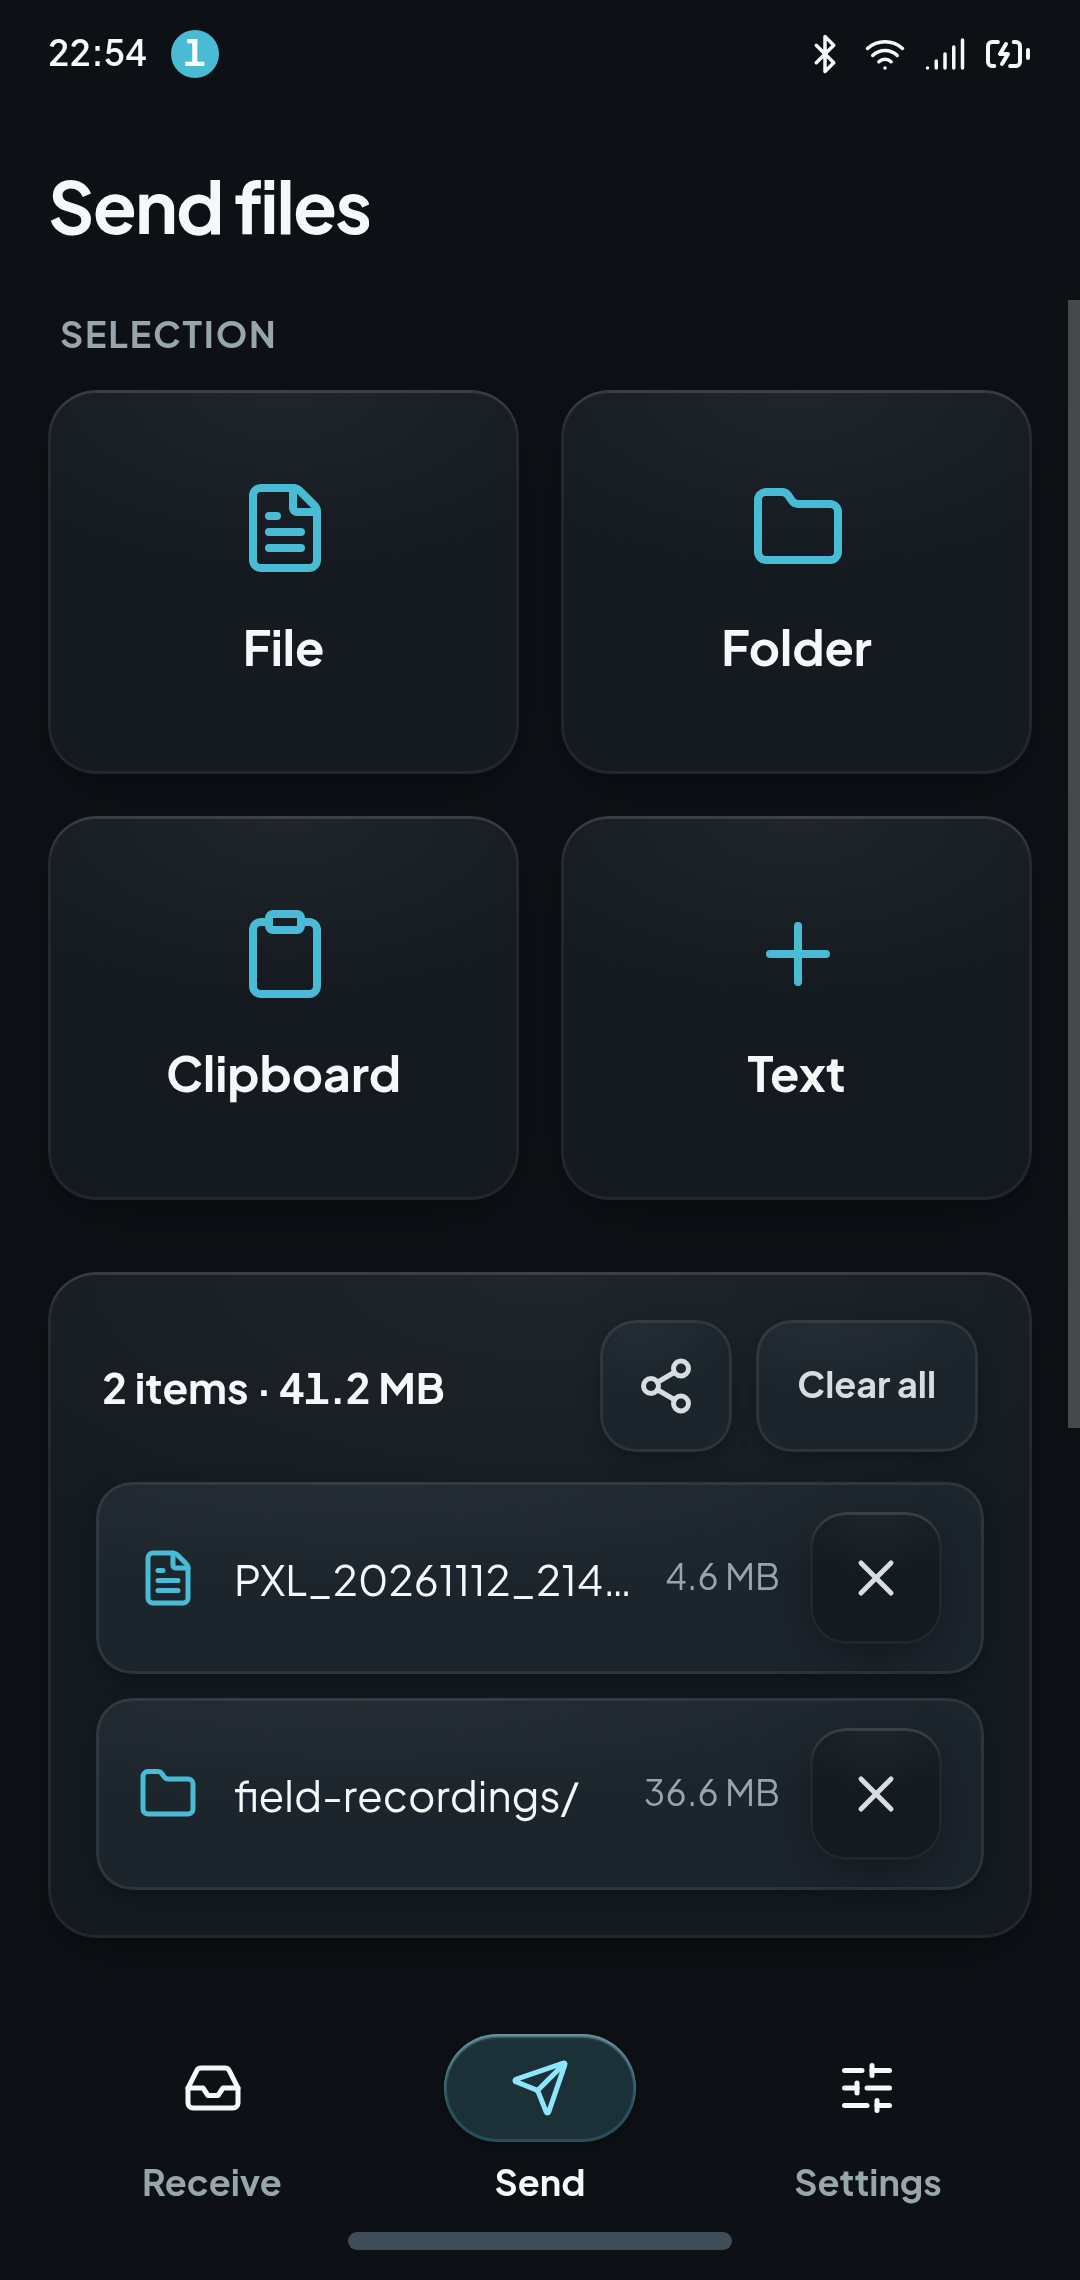 22:54 1
Send files
SELECTION
File
Folder
Clipboard
Text
2 items · 41.2 MB
Clear all
PXL_20261112_214… 4.6 MB
field-recordings/ 36.6 MB
Receive
Send
Settings